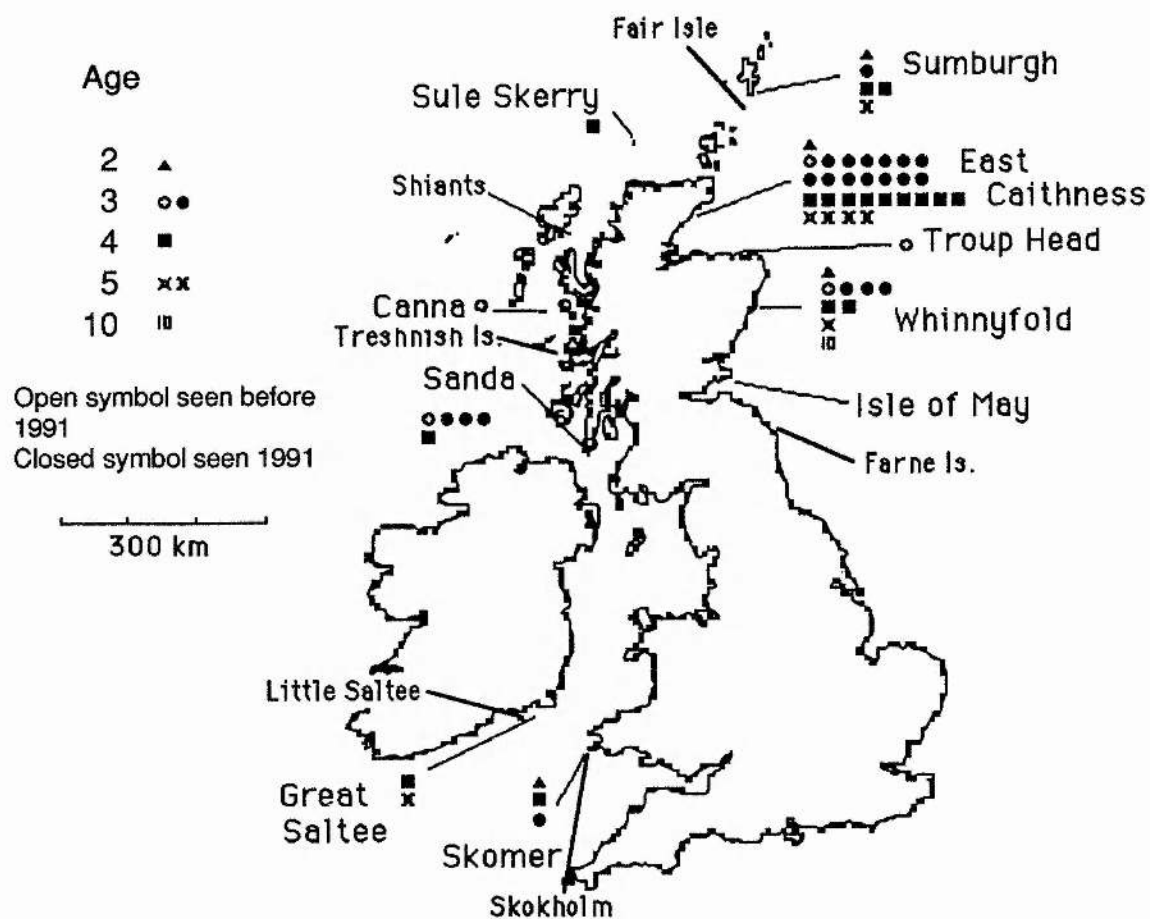 Age
2
3
4
5
10
Open symbol seen before
1991
Closed symbol seen 1991
300 km
Fair Isle
Sumburgh
Sule Skerry
Shiants
East
Caithness
Troup Head
Canna
Whinnyfold
Treshnish Is.
Sanda
Isle of May
Farne Is.
Little Saltee
Great
Saltee
Skomer
Skokholm